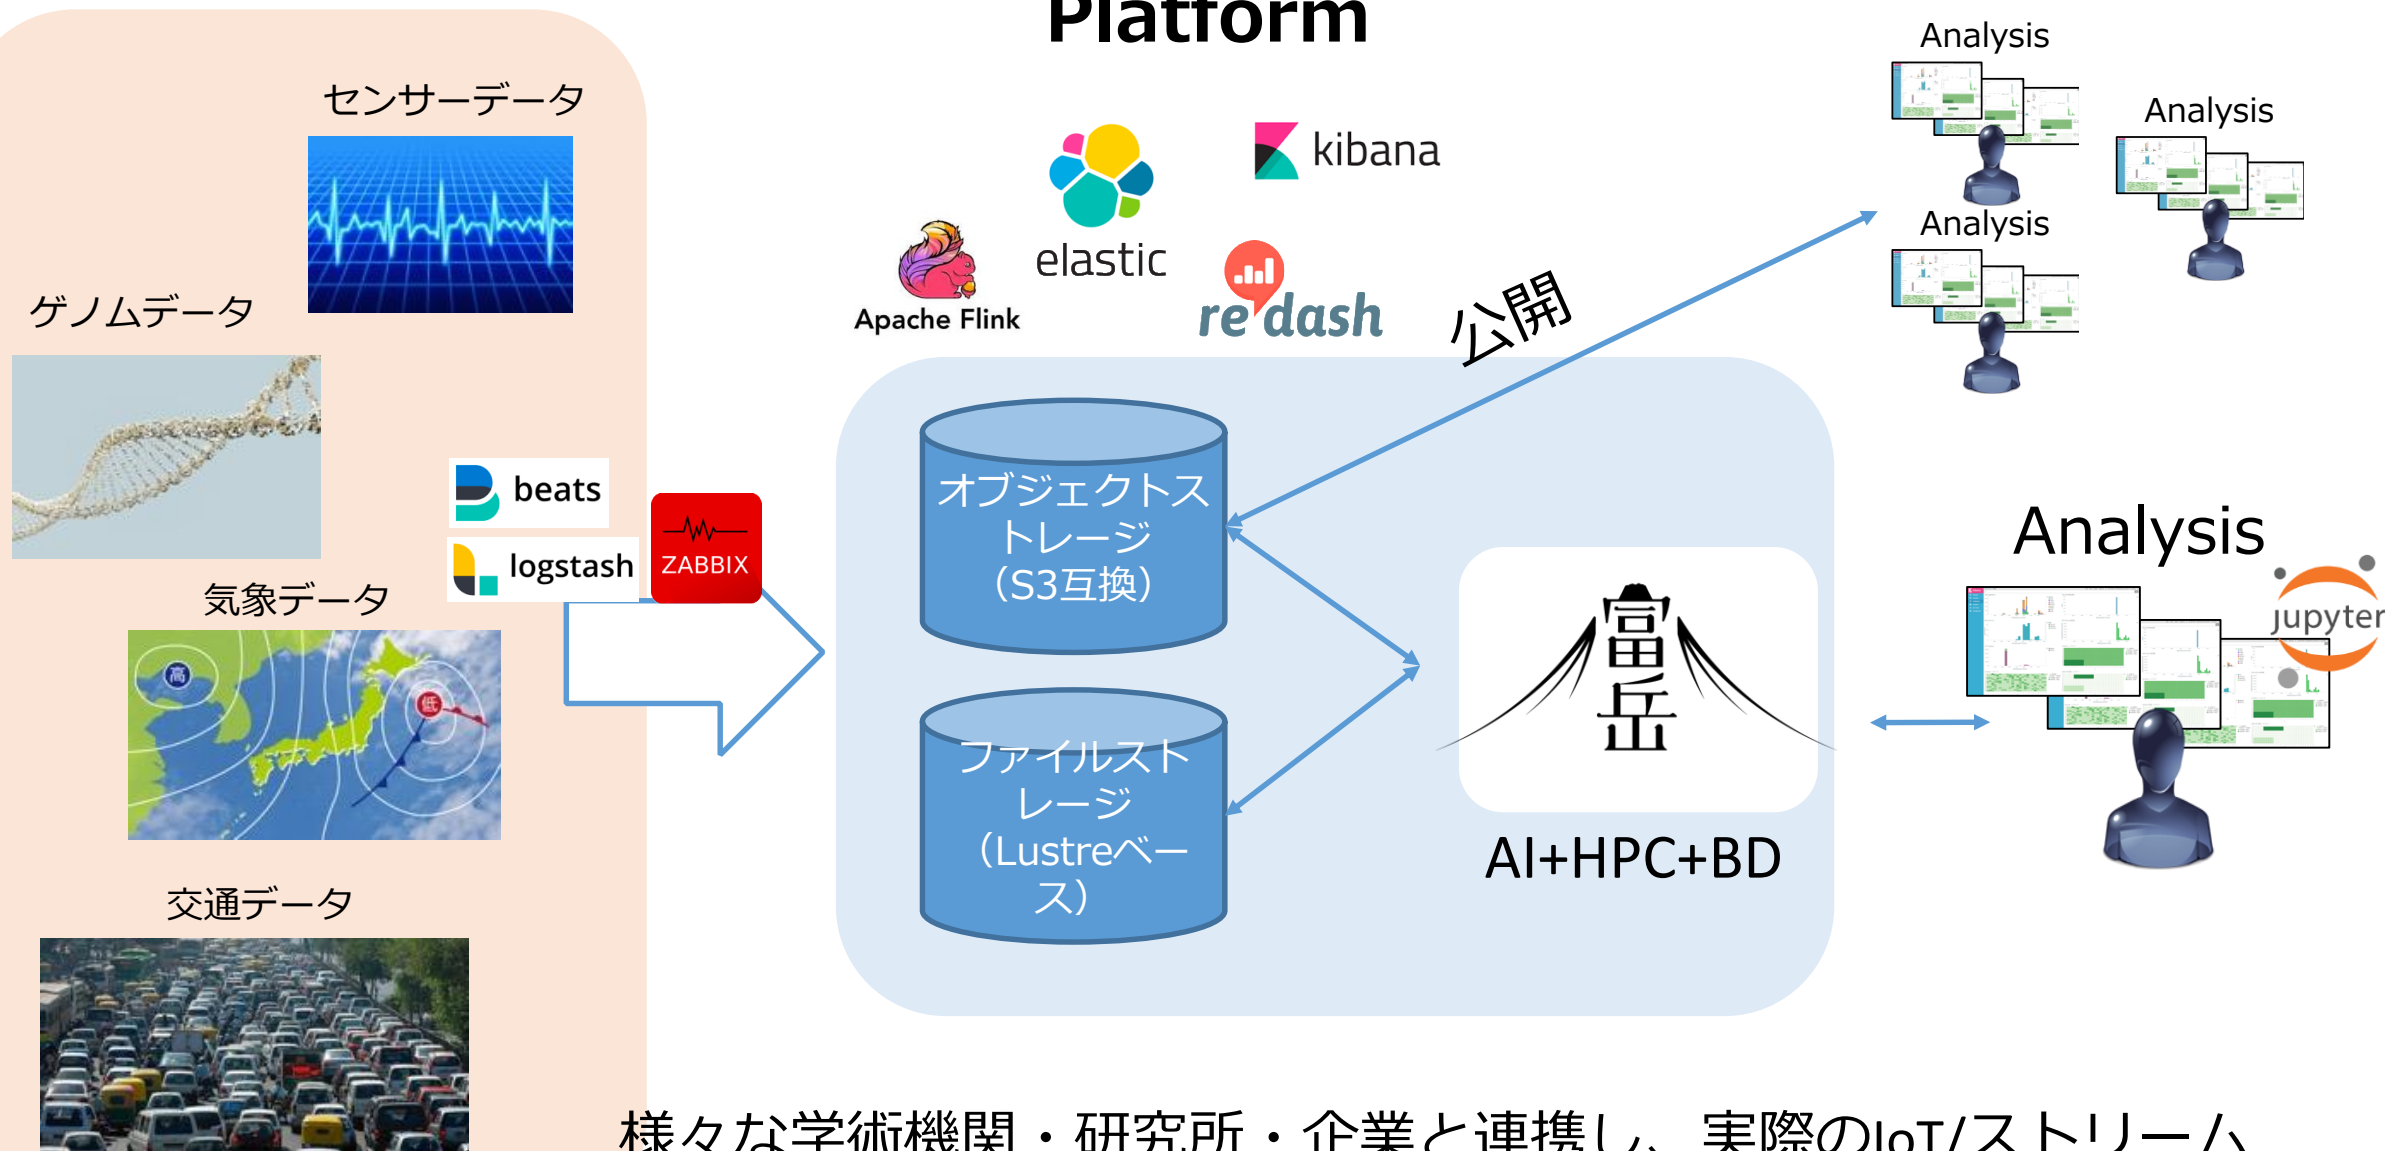 Platform
センサーデータ
ゲノムデータ
気象データ
高
低
交通データ
beats
logstash
ZABBIX
Apache Flink
elastic
kibana
re dash
公開
オブジェクトス
トレージ
（S3互換）
ファイルスト
レージ
（Lustreベー
ス）
富
岳
AI+HPC+BD
Analysis
Analysis
Analysis
Analysis
jupyter
様々な学術機関・研究所・企業と連携し、実際のIoT/ストリーム